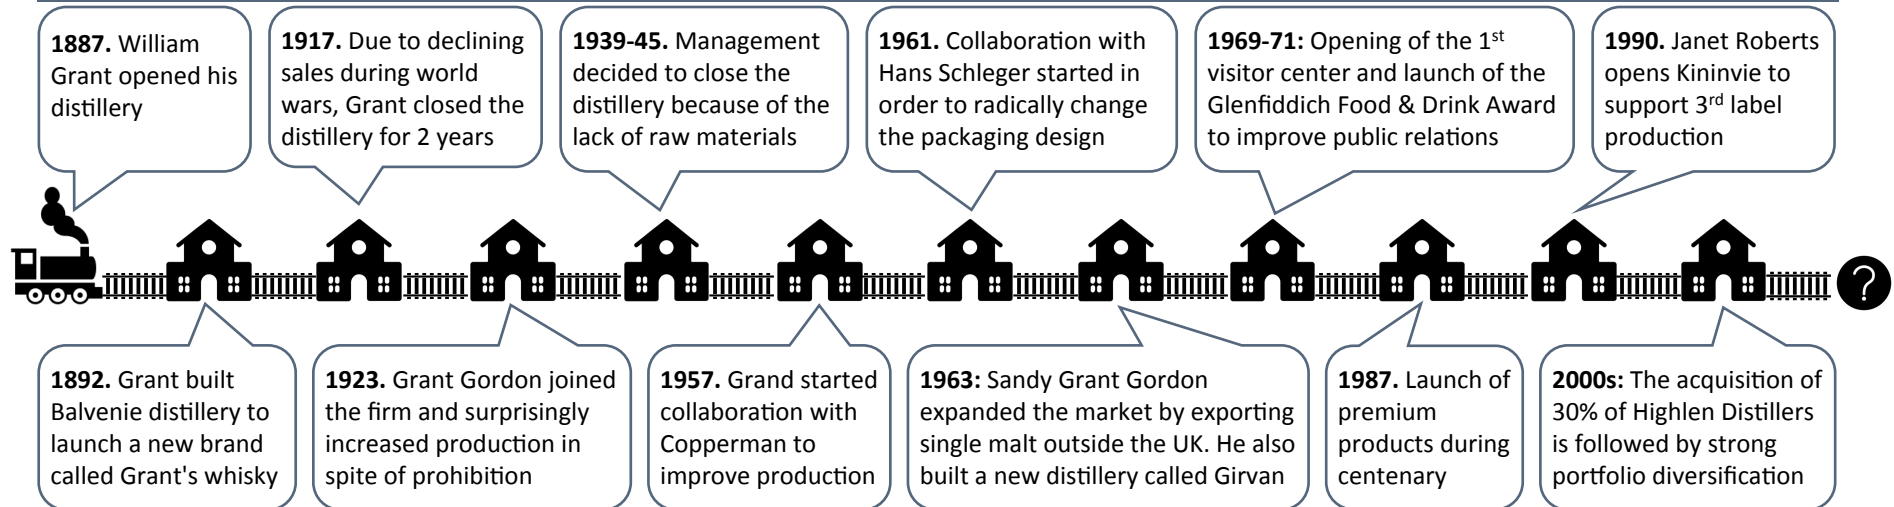 1887. William
Grant opened his
distillery
1917. Due to declining
sales during world
wars, Grant closed the
distillery for 2 years
1939-45. Management
decided to close the
distillery because of the
lack of raw materials
1961. Collaboration with
Hans Schleger started in
order to radically change
the packaging design
1969-71: Opening of the 1st
visitor center and launch of the
Glenfiddich Food & Drink Award
to improve public relations
1990. Janet Roberts
opens Kininvie to
support 3rd label
production
?
1892. Grant built
Balvenie distillery to
launch a new brand
called Grant's whisky
1923. Grant Gordon joined
the firm and surprisingly
increased production in
spite of prohibition
1957. Grand started
collaboration with
Copperman to
improve production
1963: Sandy Grant Gordon
expanded the market by exporting
single malt outside the UK. He also
built a new distillery called Girvan
1987. Launch of
premium
products during
centenary
2000s: The acquisition of
30% of Highlen Distillers
is followed by strong
portfolio diversification